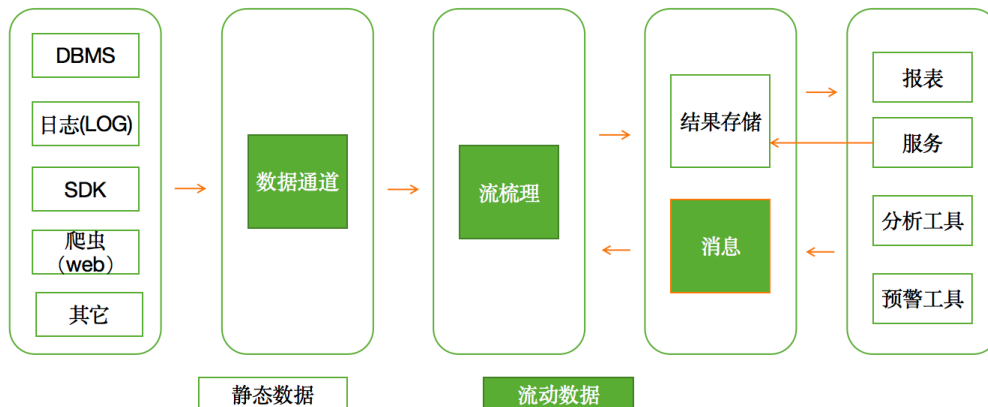 DBMS
日志(LOG)
SDK
爬虫
（web）
其它
数据通道
流梳理
结果存储
消息
报表
服务
分析工具
预警工具
静态数据
流动数据